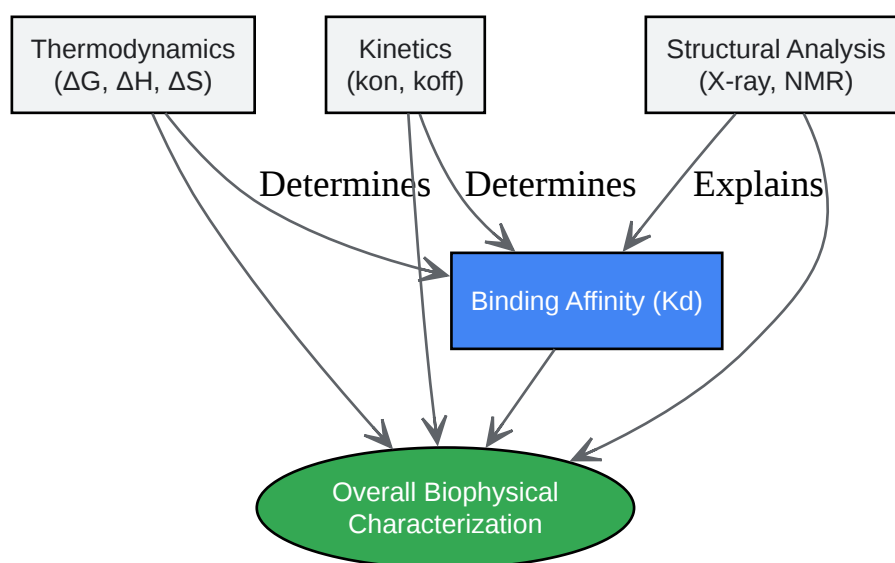 Thermodynamics
(ΔG, ΔH, ΔS)
Kinetics
(kon, koff)
Structural Analysis
(X-ray, NMR)
Determines
Determines
Explains
Binding Affinity (Kd)
Overall Biophysical
Characterization